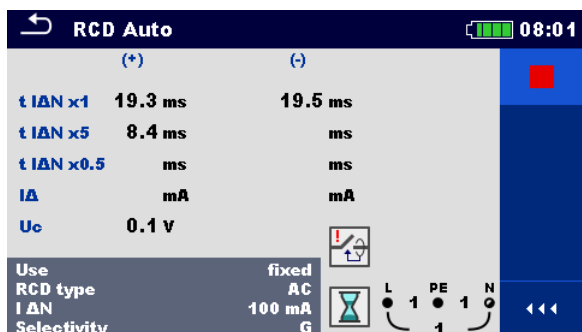 RCD Auto 08:01
(+) (-)
t IΔN x1 19.3 ms 19.5 ms
t IΔN x5 8.4 ms ms
t IΔN x0.5 ms ms
IΔ mA mA
Uc 0.1 V
!
Use fixed
RCD type AC
I ΔN 100 mA
Selectivity G
L PE N
1 1
1